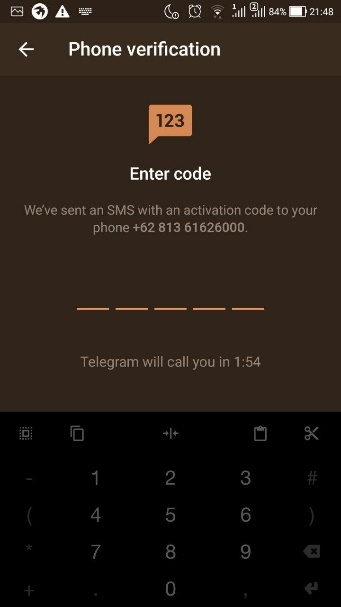 1 2 84% 21:48
Phone verification
123
Enter code
We've sent an SMS with an activation code to your
phone +62 813 61626000.
Telegram will call you in 1:54
- 1 2 3 #
( 4 5 6 )
* 7 8 9
+ . 0 ,